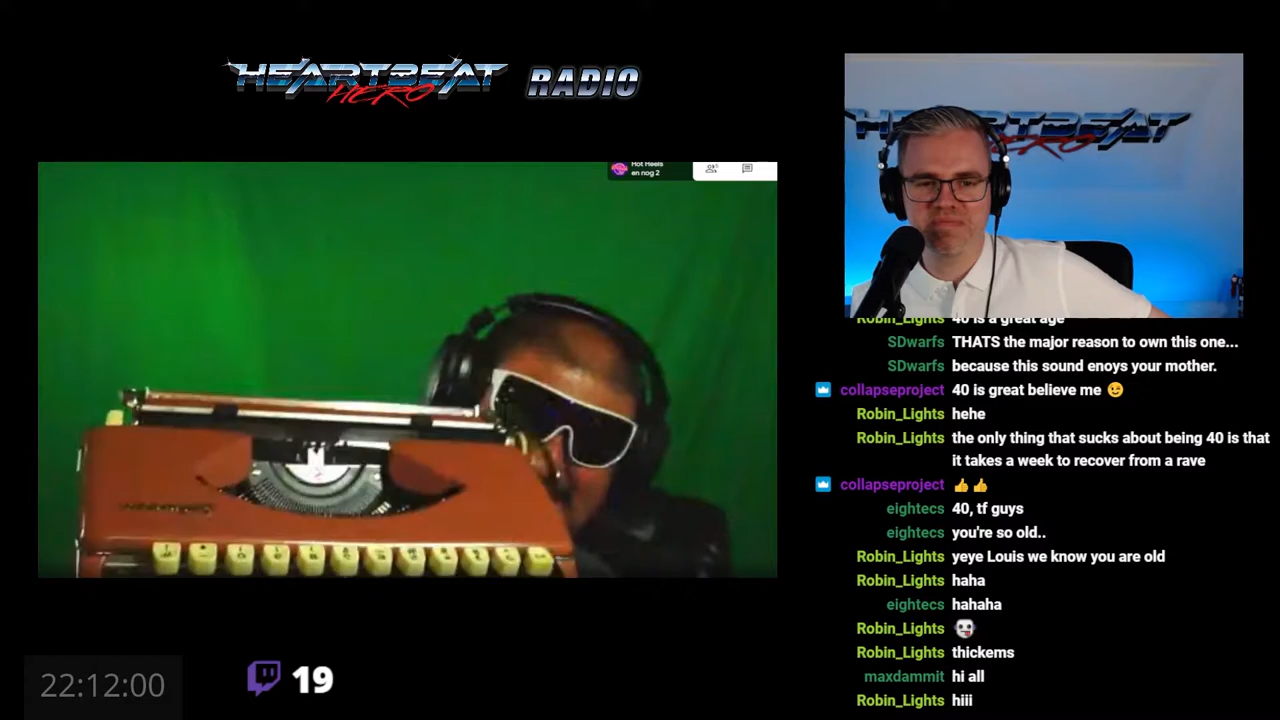 HEARTBEAT
HERO
RADIO
Hot Heels
en nog 2
HEARTBEAT
HERO
Robin_Lights 40 is a great age
SDwarfs THATS the major reason to own this one...
SDwarfs because this sound enoys your mother.
collapseproject 40 is great believe me 😉
Robin_Lights hehe
Robin_Lights the only thing that sucks about being 40 is that
it takes a week to recover from a rave
collapseproject 👍👍
eightecs 40, tf guys
eightecs you're so old..
Robin_Lights yeye Louis we know you are old
Robin_Lights haha
eightecs hahaha
Robin_Lights
Robin_Lights thickems
maxdammit hi all
Robin_Lights hiii
22:12:00
19